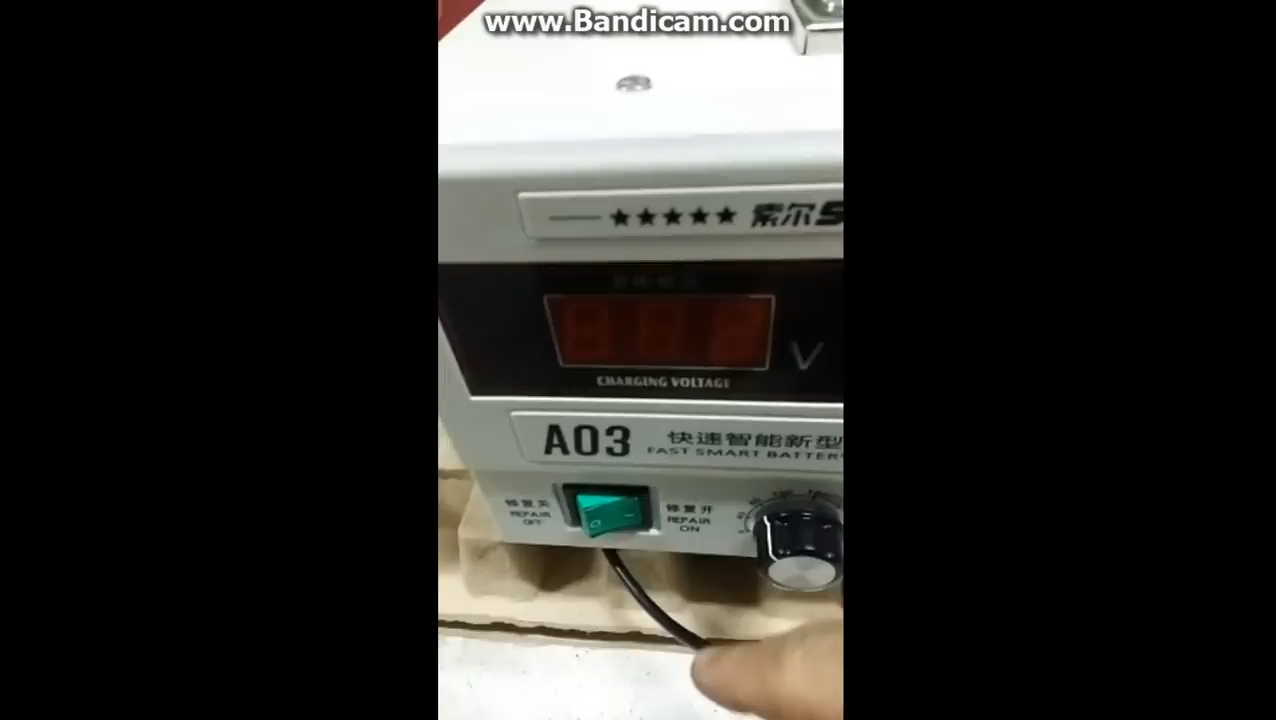 www.Bandicam.com
★★★★★ 索尔S
V
CHARGING VOLTAGE
A03 快速智能新型
FAST SMART BATTER
修复关
REPAIR
OFF
修复开
REPAIR
ON